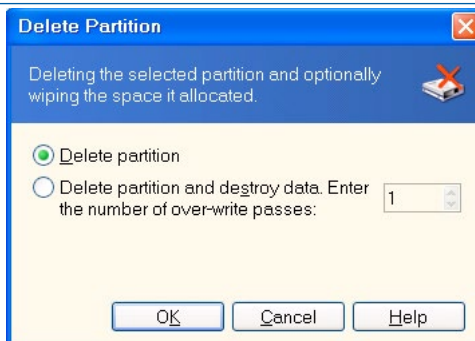 Delete Partition
Deleting the selected partition and optionally
wiping the space it allocated.
Delete partition
Delete partition and destroy data. Enter
the number of over-write passes:
1
OK
Cancel
Help